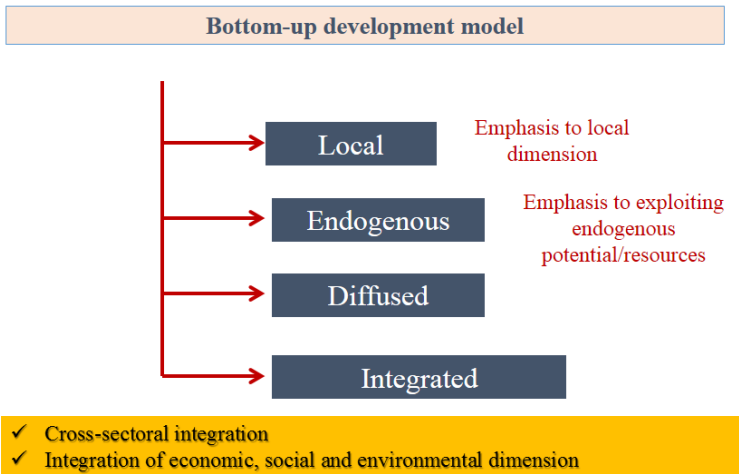 Bottom-up development model
Local
Emphasis to local
dimension
Endogenous
Emphasis to exploiting
endogenous
potential/resources
Diffused
Integrated
✓ Cross-sectoral integration
✓ Integration of economic, social and environmental dimension